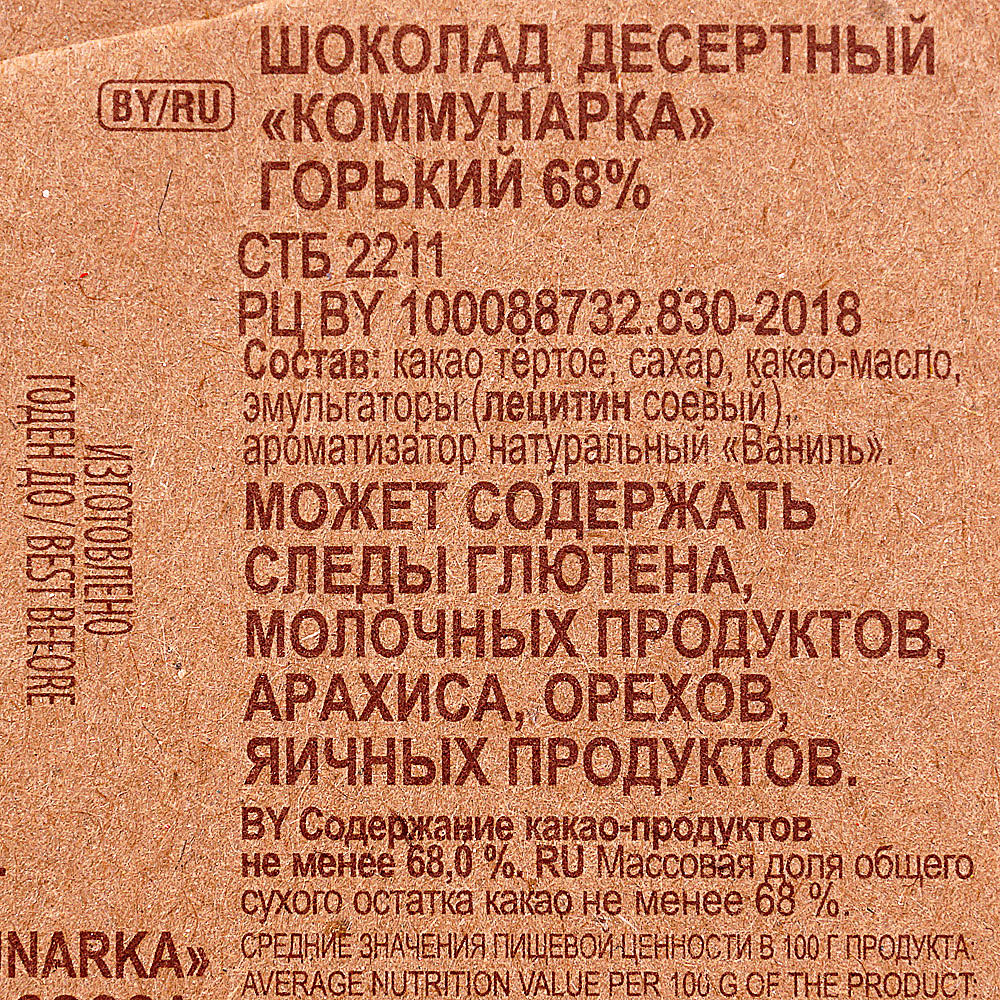 ШОКОЛАД ДЕСЕРТНЫЙ
BY/RU
«КОММУНАРКА»
ГОРЬКИЙ 68%
СТБ 2211
РЦ BY 100088732.830-2018
Состав: какао тёртое, сахар, какао-масло,
эмульгаторы (лецитин соевый),
ароматизатор натуральный «Ваниль».
МОЖЕТ СОДЕРЖАТЬ
СЛЕДЫ ГЛЮТЕНА,
МОЛОЧНЫХ ПРОДУКТОВ,
АРАХИСА, ОРЕХОВ,
ЯИЧНЫХ ПРОДУКТОВ.
BY Содержание какао-продуктов
не менее 68,0 %. RU Массовая доля общего
сухого остатка какао не менее 68 %.
СРЕДНИЕ ЗНАЧЕНИЯ ПИЩЕВОЙ ЦЕННОСТИ В 100 Г ПРОДУКТА:
AVERAGE NUTRITION VALUE PER 100 G OF THE PRODUCT:
ИЗГОТОВЛЕНО
ГОДЕН ДО / BEST BEFORE
NARKA»